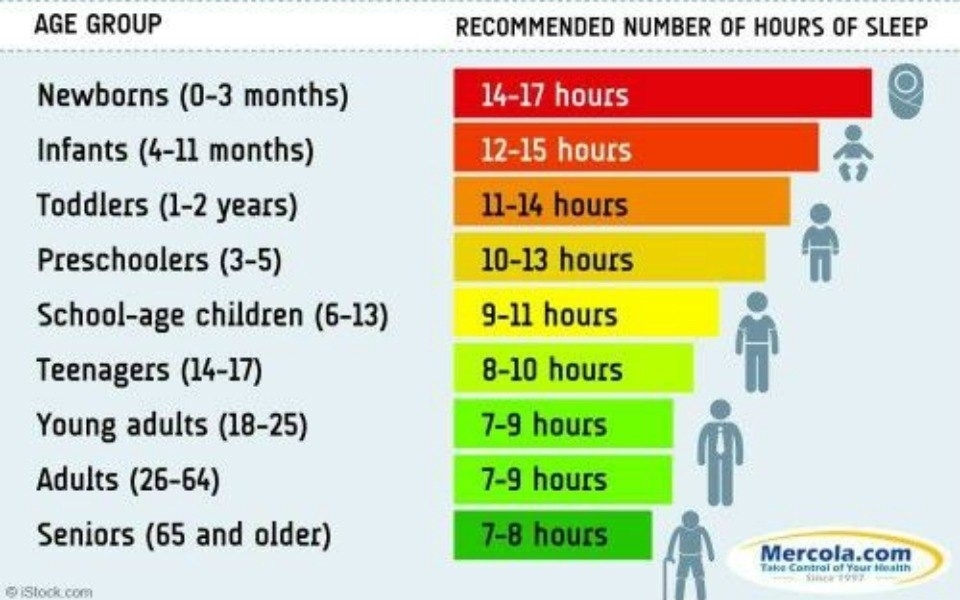 AGE GROUP RECOMMENDED NUMBER OF HOURS OF SLEEP
Newborns (0-3 months) 14-17 hours
Infants (4-11 months) 12-15 hours
Toddlers (1-2 years) 11-14 hours
Preschoolers (3-5) 10-13 hours
School-age children (6-13) 9-11 hours
Teenagers (14-17) 8-10 hours
Young adults (18-25) 7-9 hours
Adults (26-64) 7-9 hours
Seniors (65 and older) 7-8 hours
Mercola.com
Take Control of Your Health
Since 1997
© iStock.com